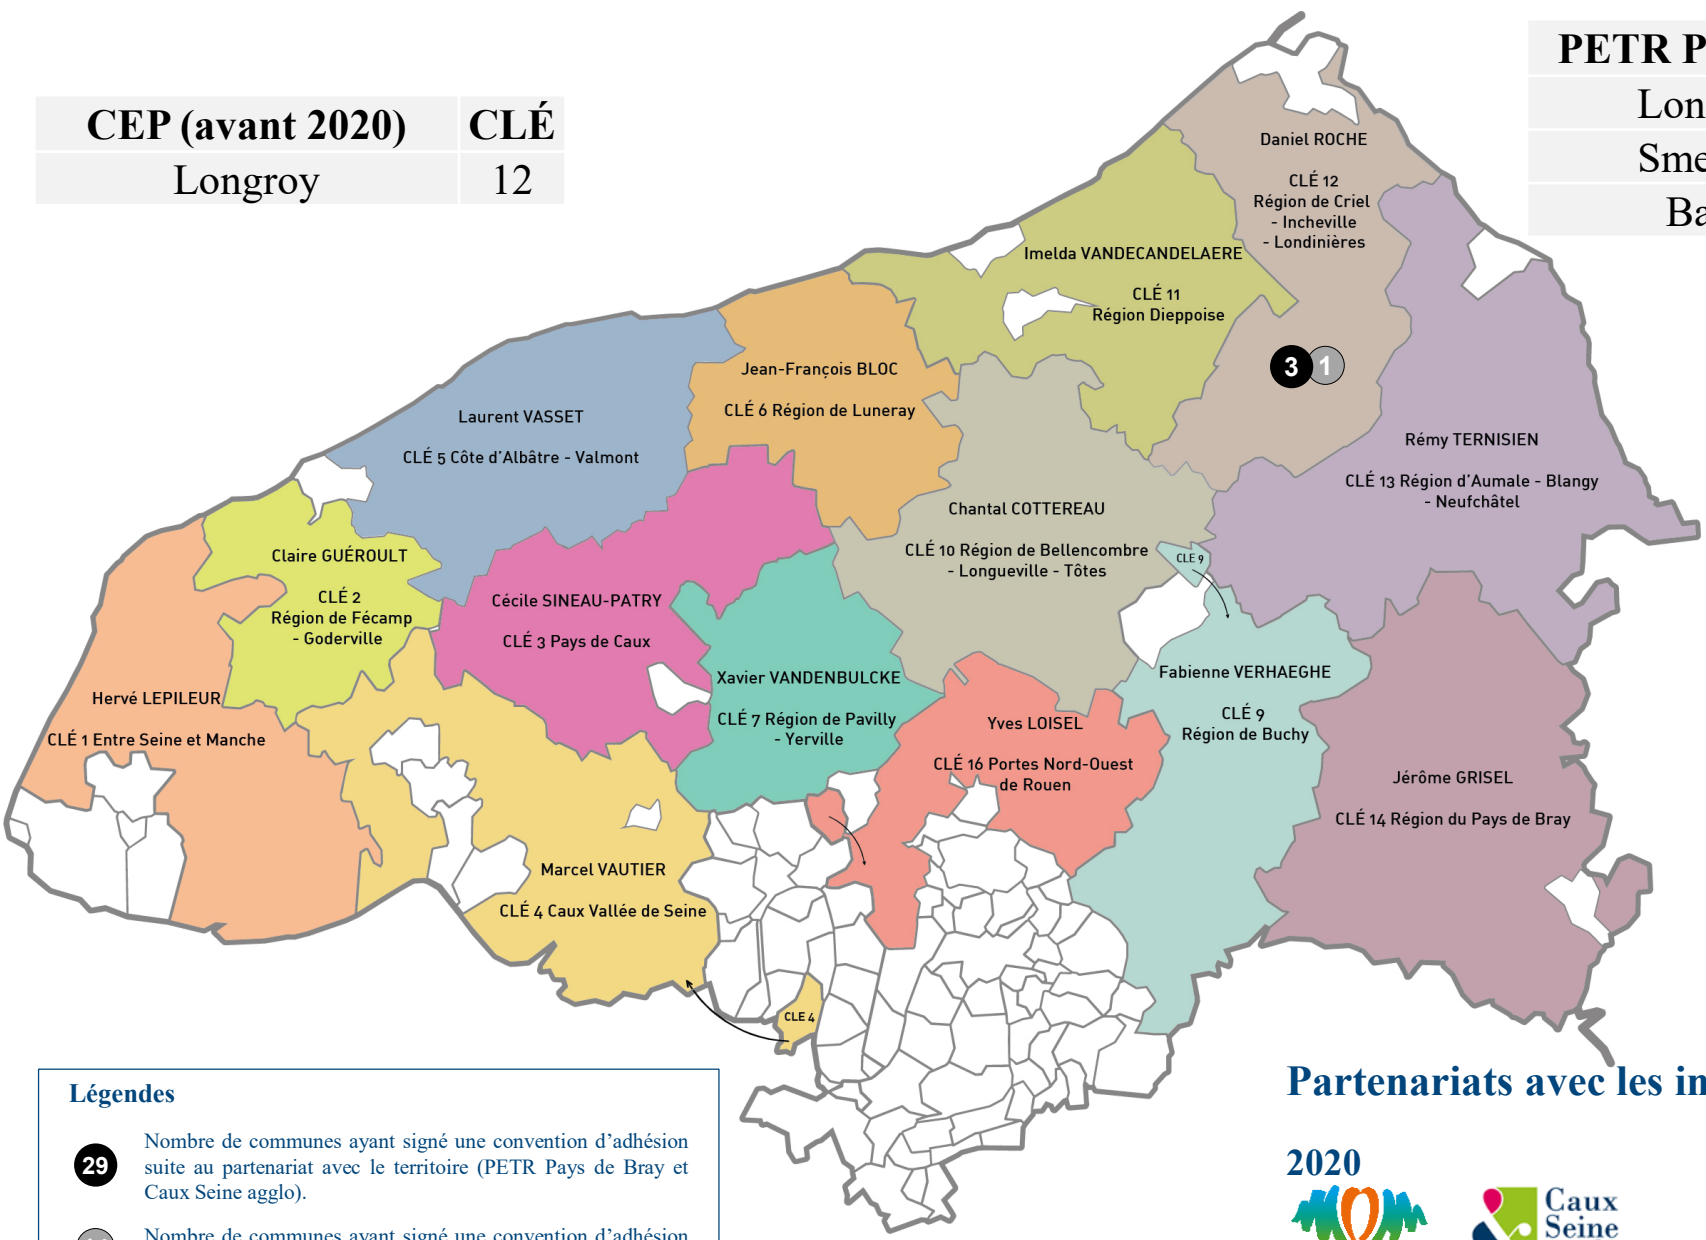 CEP (avant 2020) CLÉ
Longroy 12
PETR P
Lon
Sme
Ba
Daniel ROCHE
CLÉ 12
Région de Criel
- Incheville
- Londinières
Imelda VANDECANDELAERE
CLÉ 11
Région Dieppoise
3 1
Jean-François BLOC
CLÉ 6 Région de Luneray
Laurent VASSET
CLÉ 5 Côte d'Albâtre - Valmont
Rémy TERNISIEN
CLÉ 13 Région d'Aumale - Blangy
- Neufchâtel
Chantal COTTEREAU
CLÉ 10 Région de Bellencombre
- Longueville - Tôtes
CLE 9
Claire GUÉROULT
CLÉ 2
Région de Fécamp
- Goderville
Cécile SINEAU-PATRY
CLÉ 3 Pays de Caux
Xavier VANDENBULCKE
CLÉ 7 Région de Pavilly
- Yerville
Fabienne VERHAEGHE
CLÉ 9
Région de Buchy
Hervé LEPILEUR
CLÉ 1 Entre Seine et Manche
Yves LOISEL
CLÉ 16 Portes Nord-Ouest
de Rouen
Jérôme GRISEL
CLÉ 14 Région du Pays de Bray
Marcel VAUTIER
CLÉ 4 Caux Vallée de Seine
CLE 4
Légendes
29 Nombre de communes ayant signé une convention d'adhésion
suite au partenariat avec le territoire (PETR Pays de Bray et
Caux Seine agglo).
Nombre de communes ayant signé une convention d'adhésion
Partenariats avec les in
2020
Caux
Seine